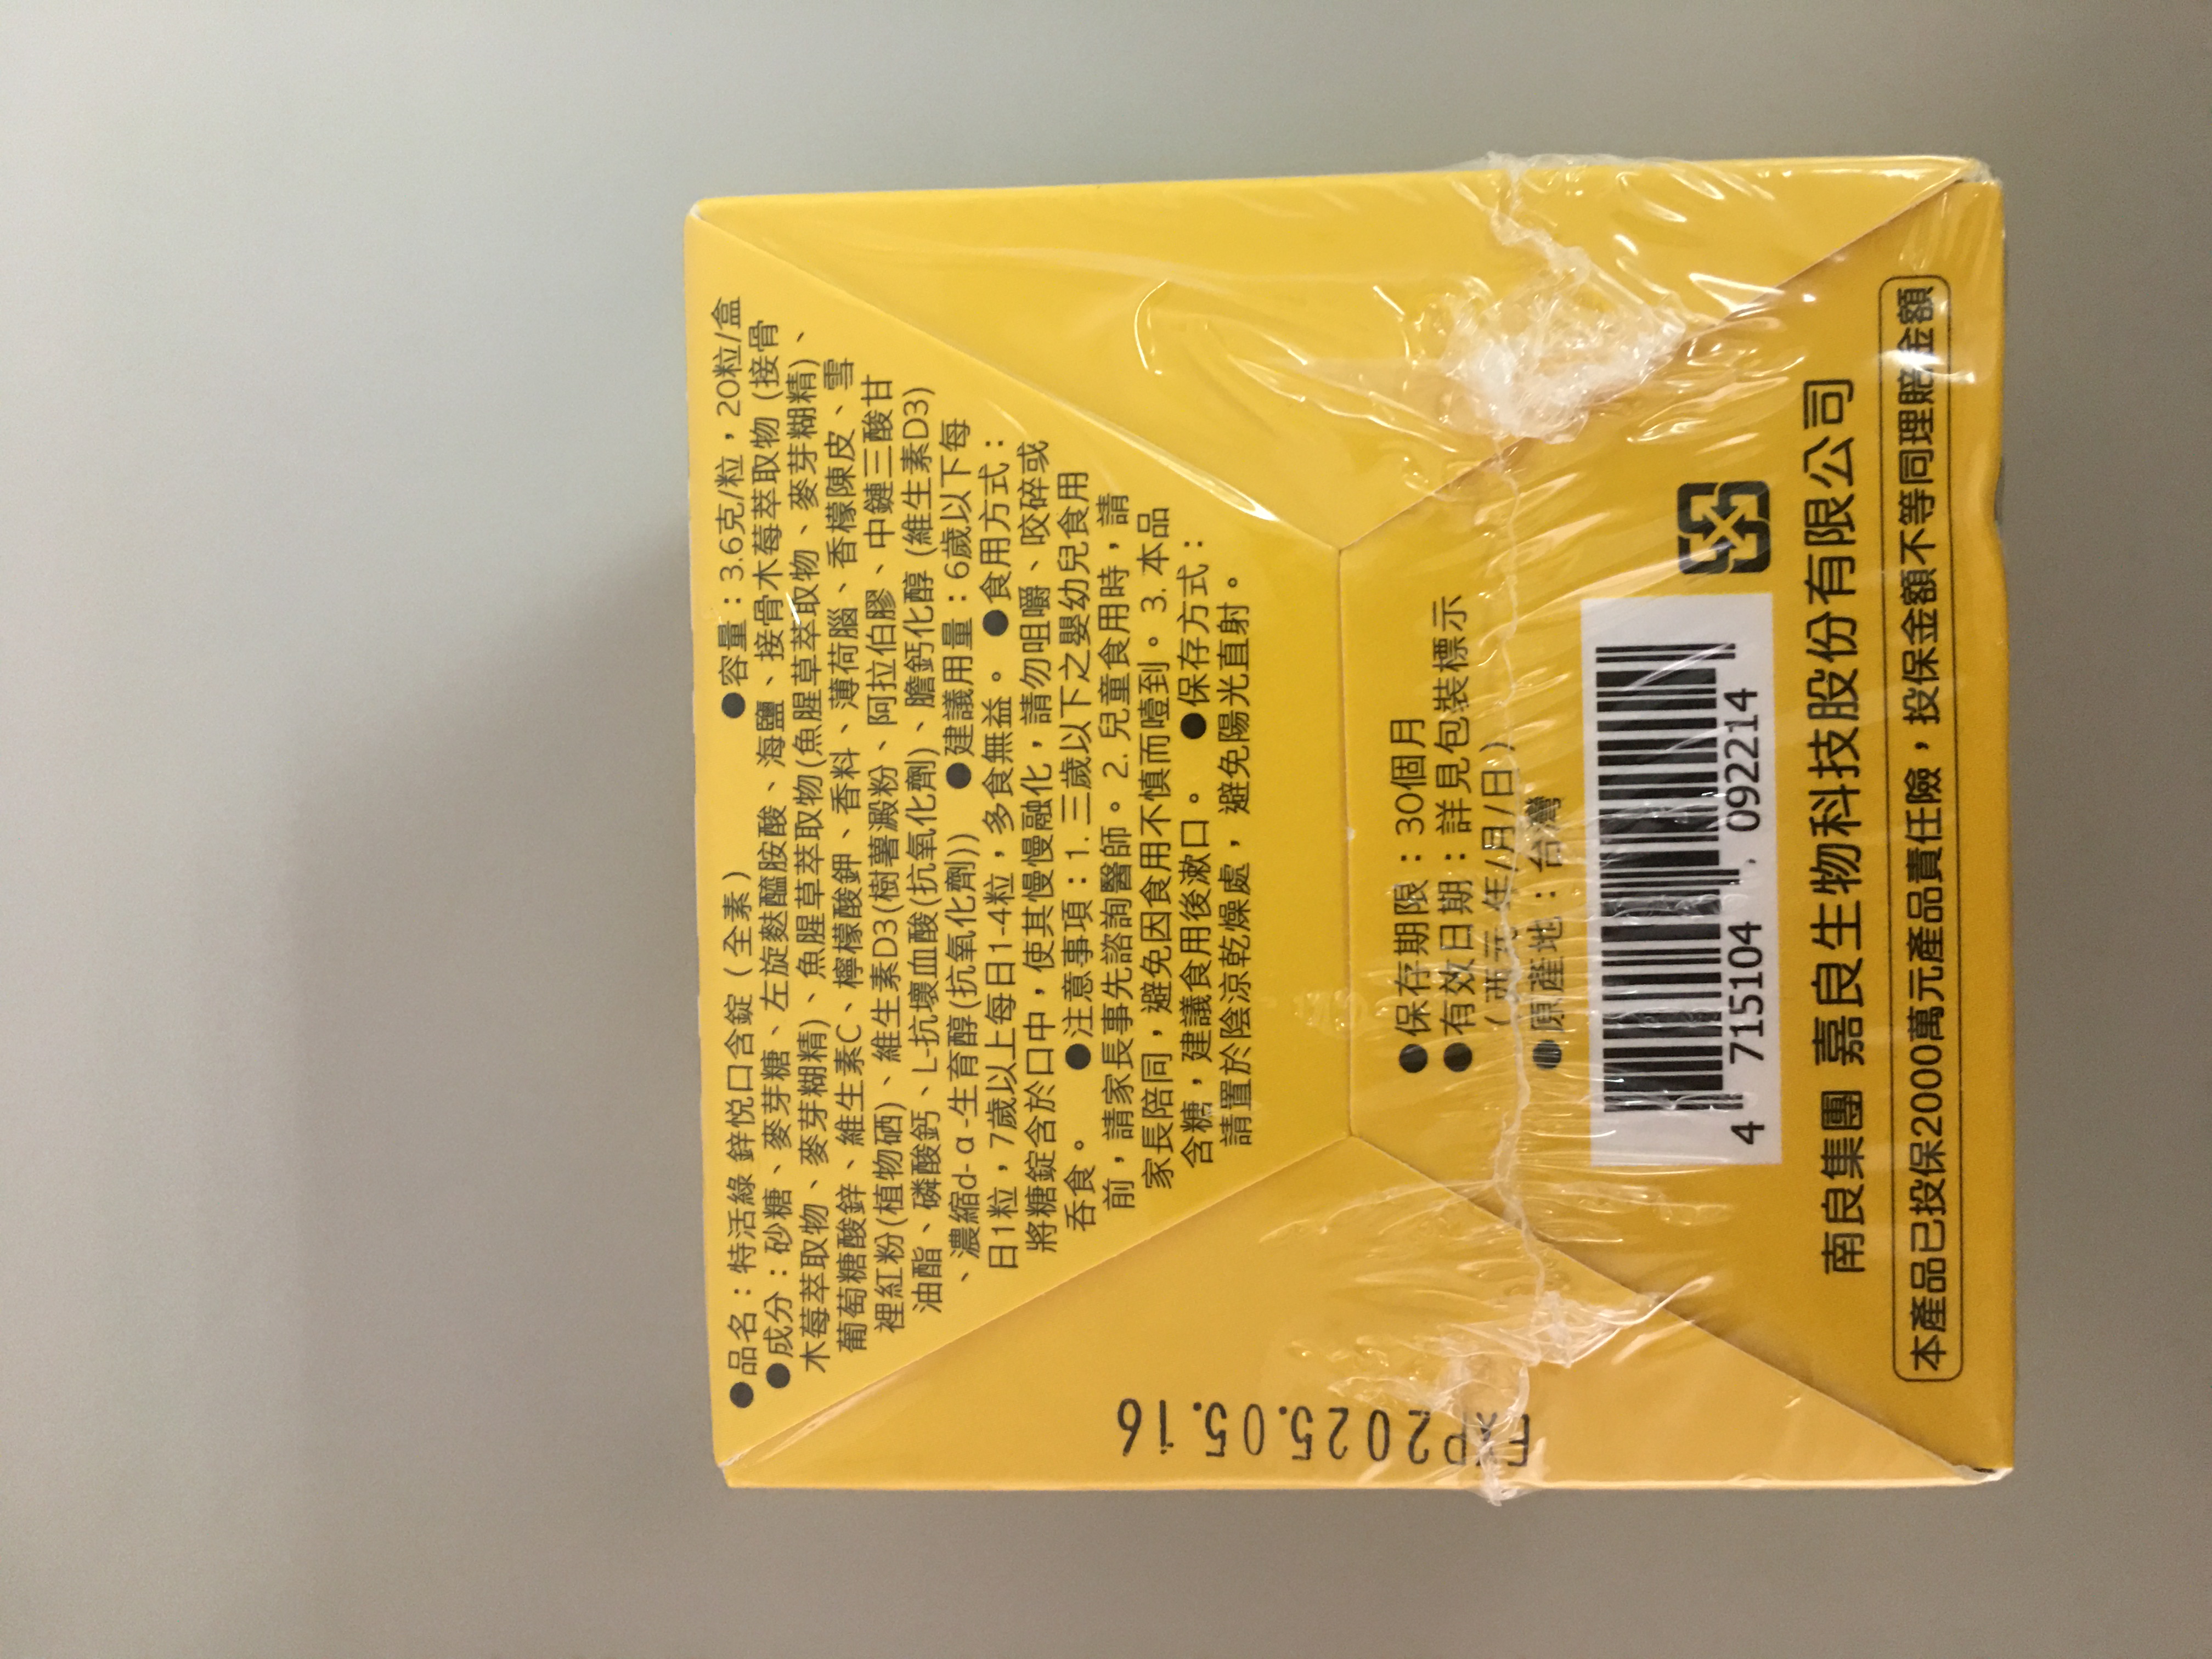 ●品名：特活綠 鋅悅口含錠（全素） ●容量：3.6克/粒，20粒/盒
●成分：砂糖、麥芽糖、左旋麩醯胺酸、海鹽、接骨木莓萃取物 (接骨
木莓萃取物、麥芽糊精)、魚腥草萃取物(魚腥草萃取物、麥芽糊精)、
葡萄糖酸鋅、維生素C、檸檬酸鉀、香料、薄荷腦、香檬陳皮、雪
裡紅粉(植物硒)、維生素D3(樹薯澱粉、阿拉伯膠、中鏈三酸甘
油酯、磷酸鈣、L-抗壞血酸(抗氧化劑)、膽鈣化醇 (維生素D3)
、濃縮d-α-生育醇(抗氧化劑)) ●建議用量：6歲以下每
日1粒，7歲以上每日1-4粒，多食無益。 ●食用方式：
將糖錠含於口中，使其慢慢融化，請勿咀嚼、咬碎或
吞食。 ●注意事項：1. 三歲以下之嬰幼兒食用
前，請家長事先諮詢醫師。2. 兒童食用時，請
家長陪同，避免因食用不慎而噎到。3. 本品
含糖，建議食用後漱口。 ●保存方式：
請置於陰涼乾燥處，避免陽光直射。
●保存期限：30個月
●有效日期：詳見包裝標示
（西元年/月/日）
●原產地：台灣
4 715104 092214
南良集團 嘉良生物科技股份有限公司
本產品已投保2000萬元產品責任險，投保金額不等同理賠金額
EXP2025.05.16